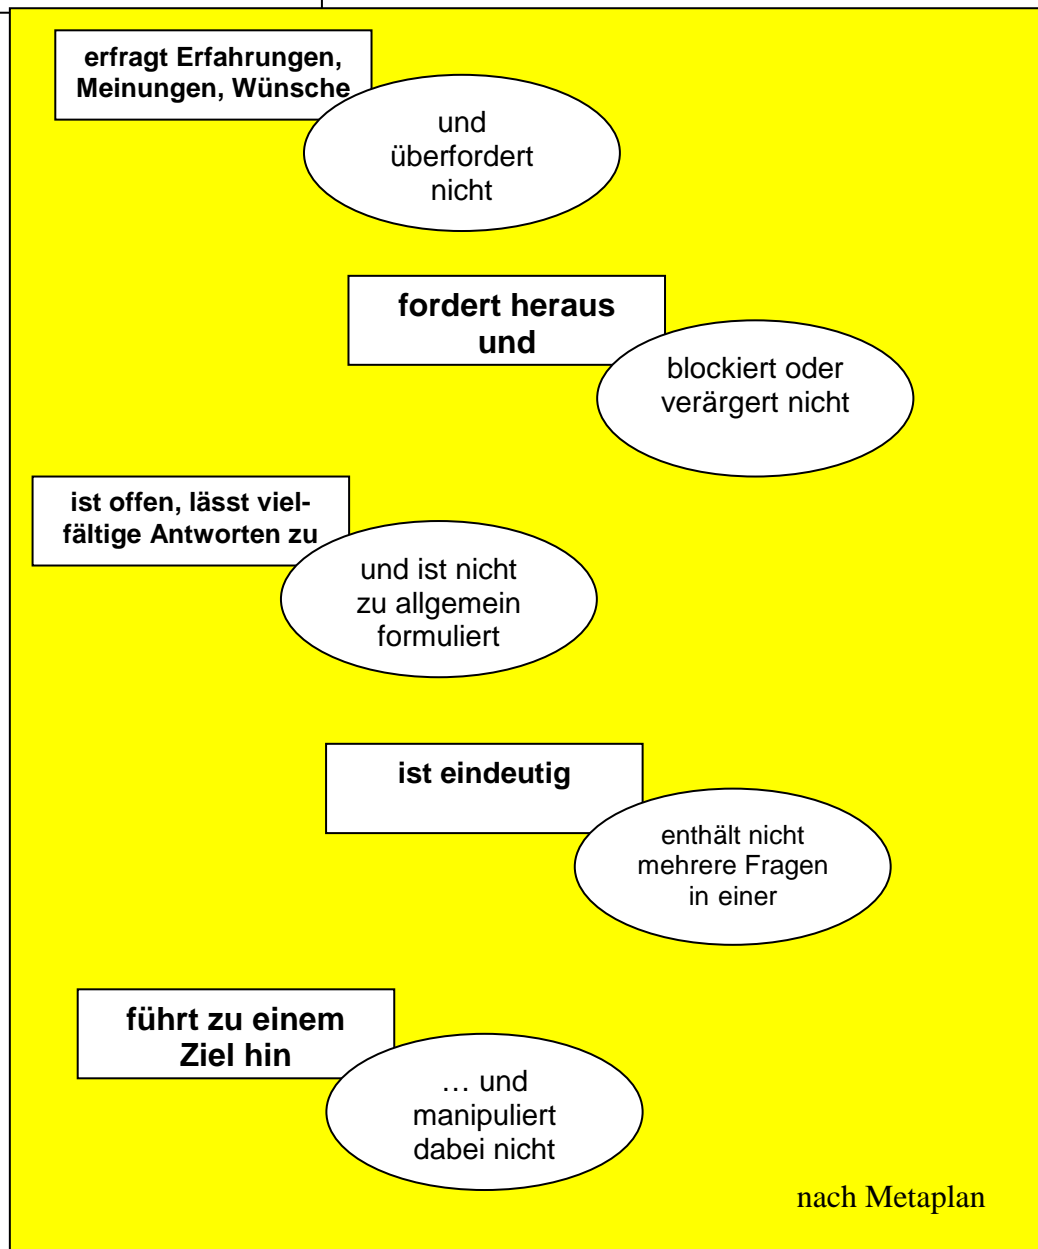 erfragt Erfahrungen,
Meinungen, Wünsche
und
überfordert
nicht
fordert heraus
und
blockiert oder
verärgert nicht
ist offen, lässt viel-
fältige Antworten zu
und ist nicht
zu allgemein
formuliert
ist eindeutig
enthält nicht
mehrere Fragen
in einer
führt zu einem
Ziel hin
… und
manipuliert
dabei nicht
nach Metaplan